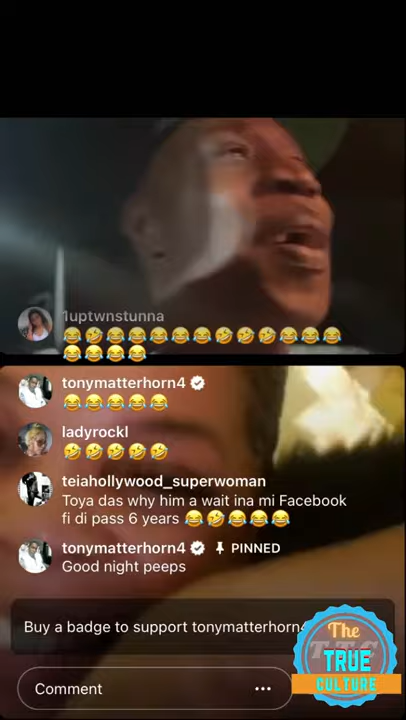 1uptwnstunna
😂🤣😂😂😂😂😂🤣🤣🤣😂😂😂
😂😂😂😂
tonymatterhorn4
😂😂😂😂😂
ladyrockl
🤣🤣🤣🤣🤣
teiahollywood_superwoman
Toya das why him a wait ina mi Facebook
fi di pass 6 years 😂🤣😂😂😂
tonymatterhorn4 PINNED
Good night peeps
Buy a badge to support tonymatterhorn4
The
TRUE
CULTURE
Comment